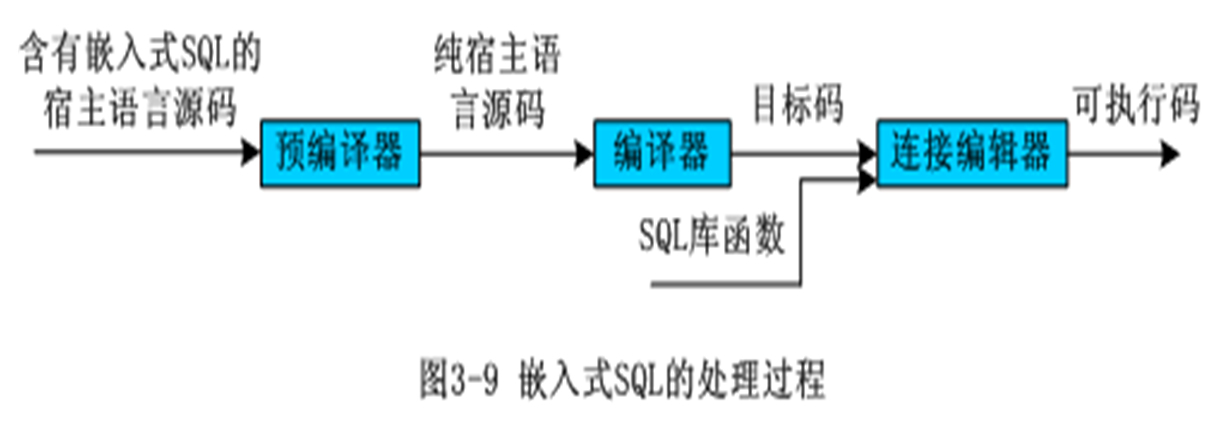 含有嵌入式SQL的
宿主语言源码
预编译器
纯宿主语
言源码
编译器
目标码
SQL库函数
连接编辑器
可执行码
图3-9 嵌入式SQL的处理过程